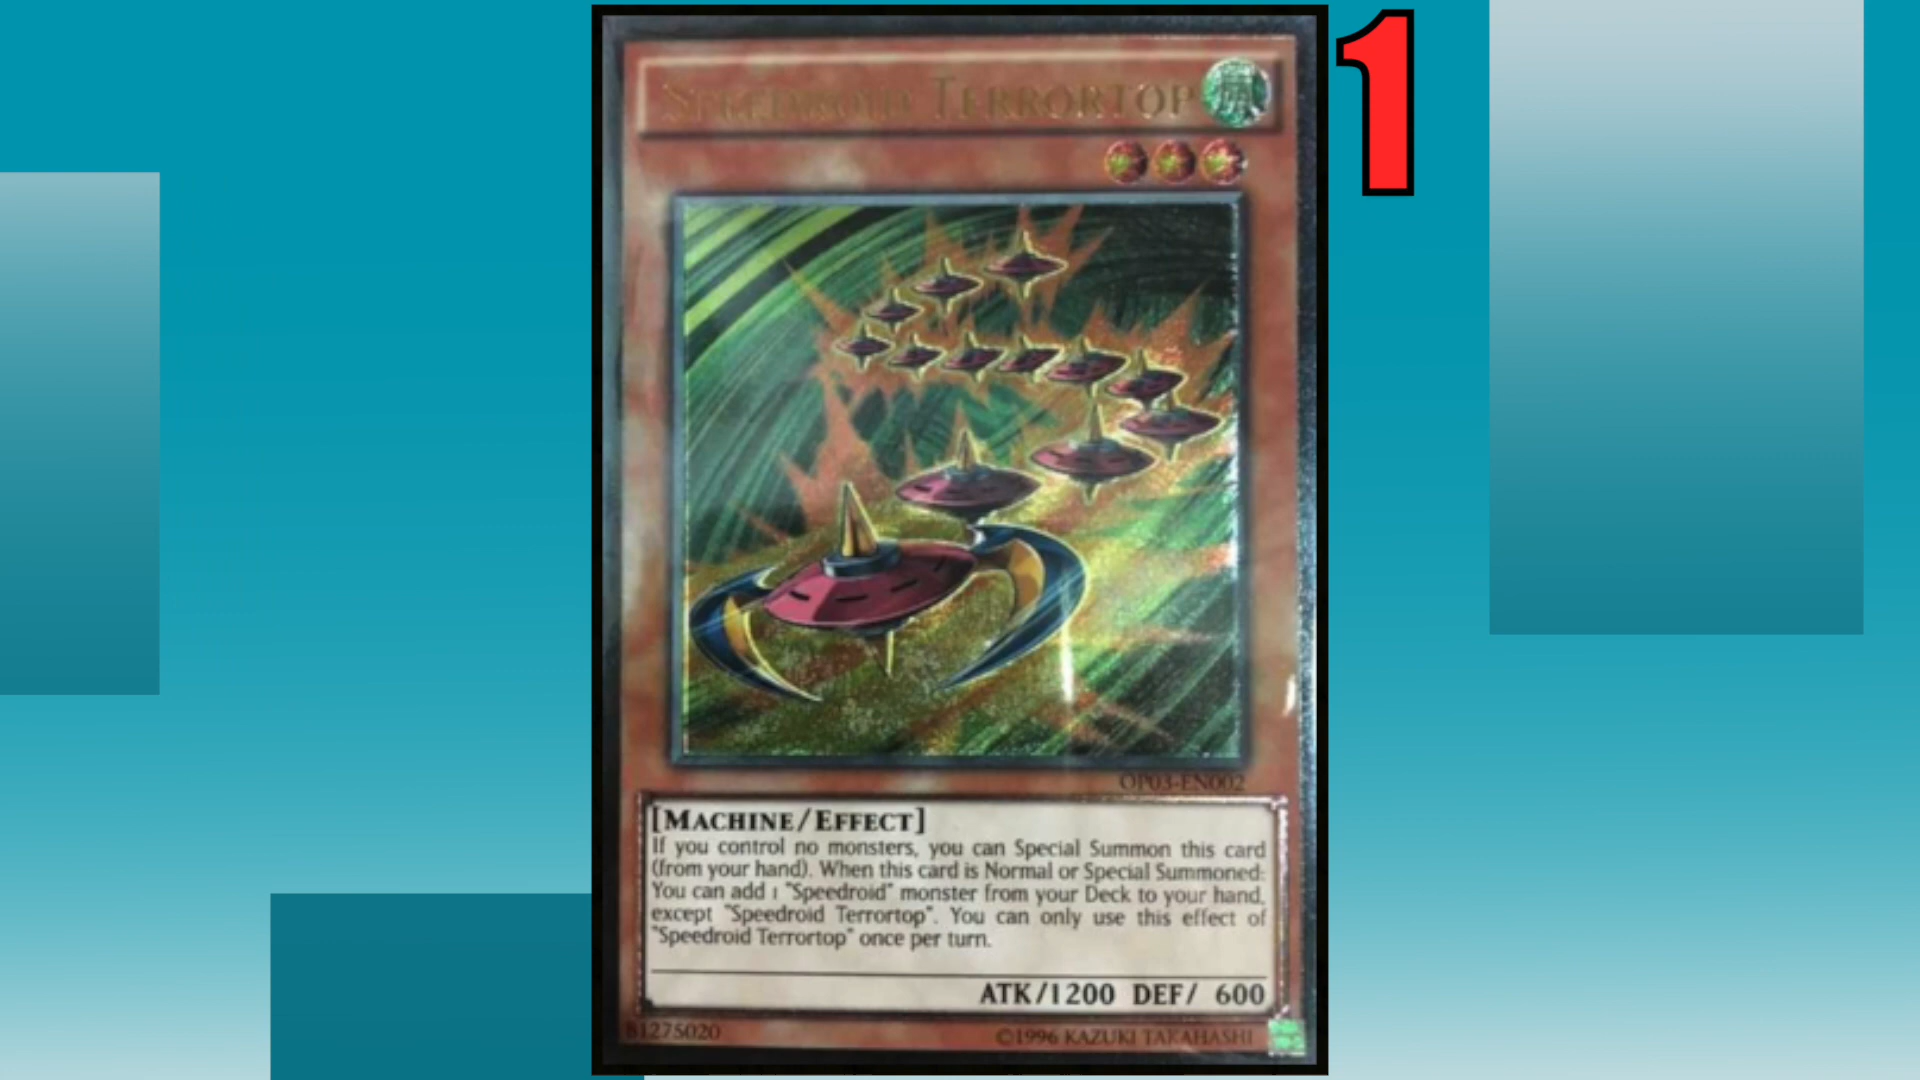 1
SPEEDROID TERRORTOP
風
OP03-EN002
[MACHINE/EFFECT]
If you control no monsters, you can Special Summon this card
(from your hand). When this card is Normal or Special Summoned:
You can add 1 "Speedroid" monster from your Deck to your hand,
except "Speedroid Terrortop". You can only use this effect of
"Speedroid Terrortop" once per turn.
ATK/1200 DEF/ 600
81275020
©1996 KAZUKI TAKAHASHI